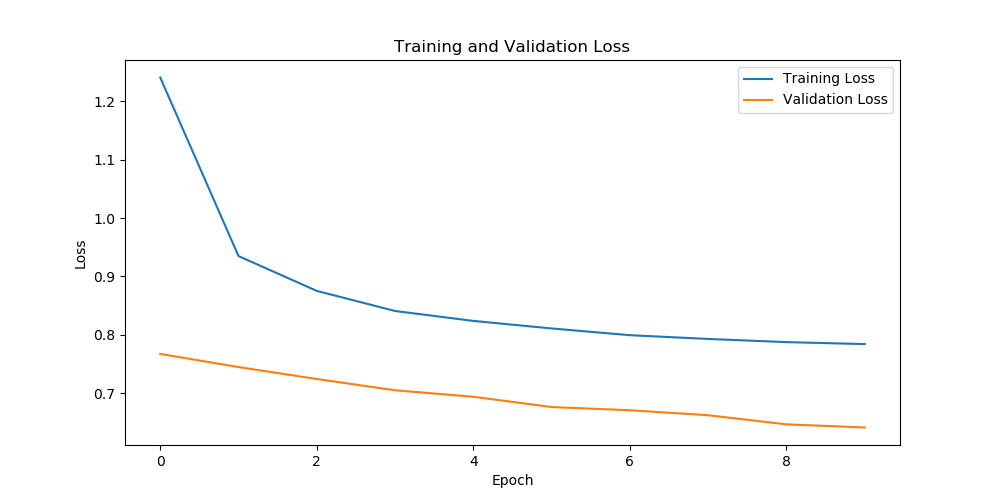 Training and Validation Loss
Training Loss
Validation Loss
Loss
1.2
1.1
1.0
0.9
0.8
0.7
0 2 4 6 8
Epoch